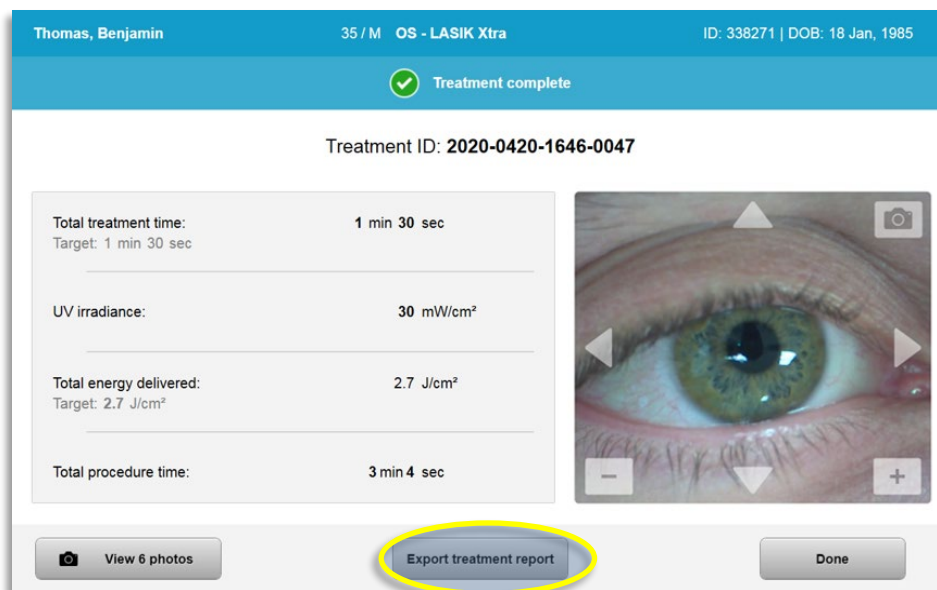 Thomas, Benjamin 35 / M OS - LASIK Xtra ID: 338271 | DOB: 18 Jan, 1985
Treatment complete
Treatment ID: 2020-0420-1646-0047
Total treatment time: 1 min 30 sec
Target: 1 min 30 sec
UV irradiance: 30 mW/cm²
Total energy delivered: 2.7 J/cm²
Target: 2.7 J/cm²
Total procedure time: 3 min 4 sec
View 6 photos Export treatment report Done